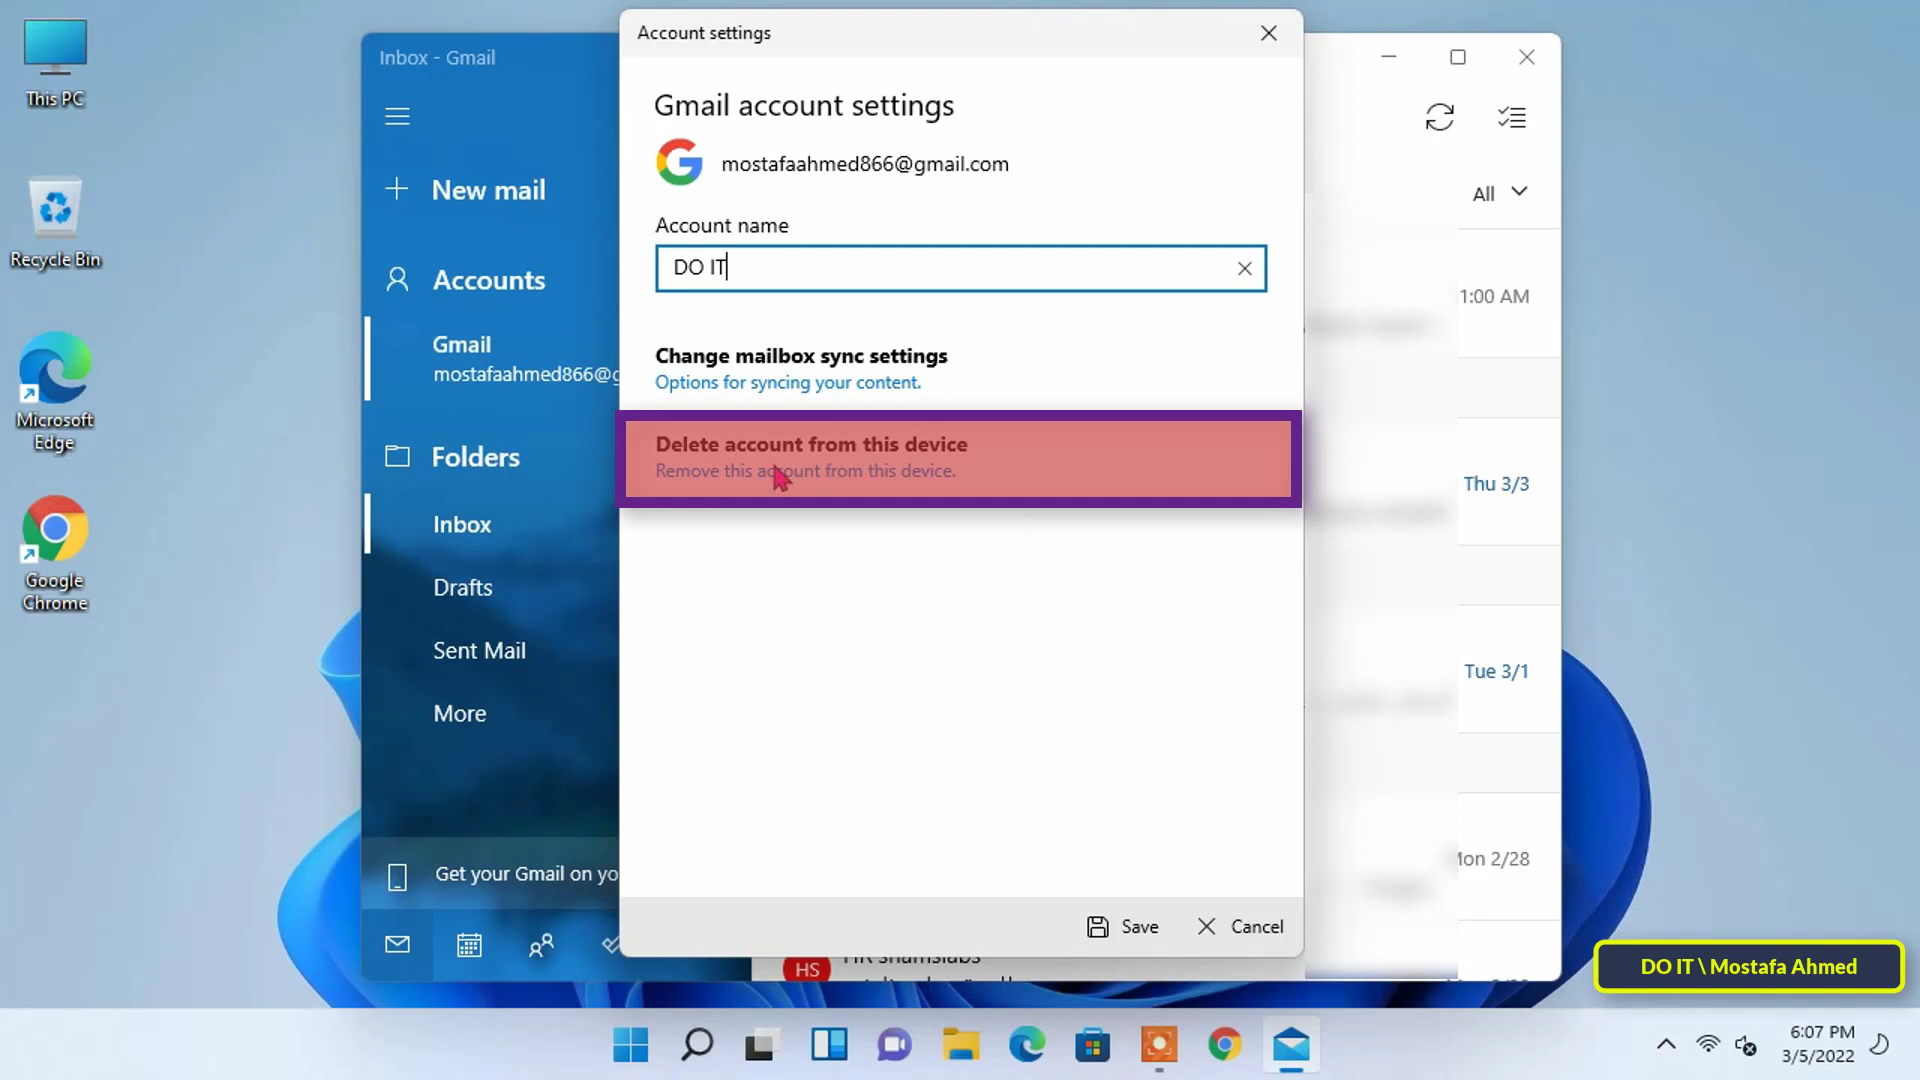 This PC
Recycle Bin
Microsoft
Edge
Google
Chrome
Inbox - Gmail
New mail
Accounts
Gmail
mostafaahmed866@g
Folders
Inbox
Drafts
Sent Mail
More
Get your Gmail on yo
Account settings
Gmail account settings
mostafaahmed866@gmail.com
Account name
DO IT
Change mailbox sync settings
Options for syncing your content.
Delete account from this device
Remove this account from this device.
Save
Cancel
All
1:00 AM
Thu 3/3
Tue 3/1
Mon 2/28
HS
HR shamslabs
DO IT \ Mostafa Ahmed
6:07 PM
3/5/2022